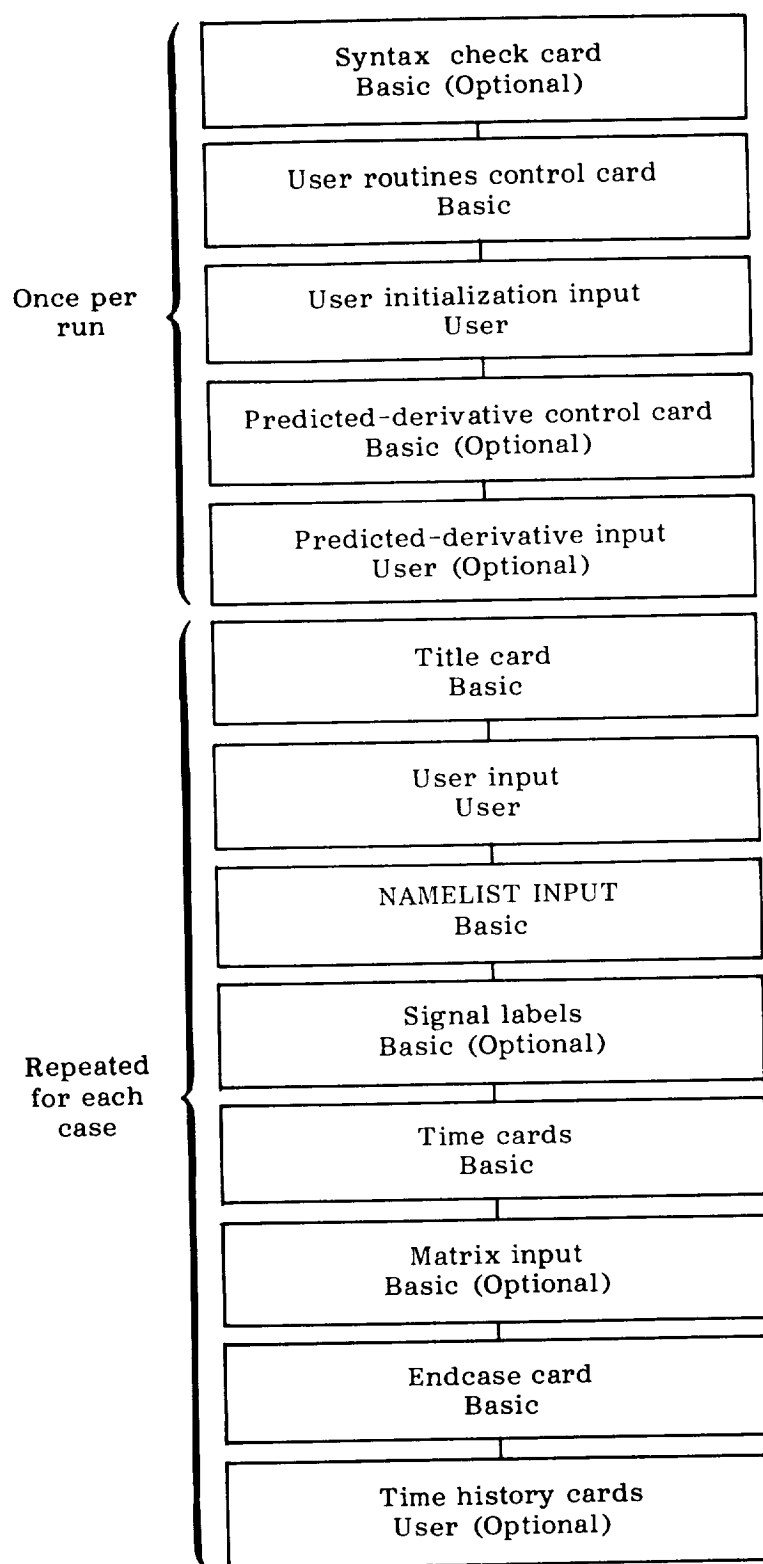 Syntax check card
Basic (Optional)
User routines control card
Basic
User initialization input
User
Predicted-derivative control card
Basic (Optional)
Predicted-derivative input
User (Optional)
Once per
run
Title card
Basic
User input
User
NAMELIST INPUT
Basic
Signal labels
Basic (Optional)
Time cards
Basic
Matrix input
Basic (Optional)
Endcase card
Basic
Time history cards
User (Optional)
Repeated
for each
case